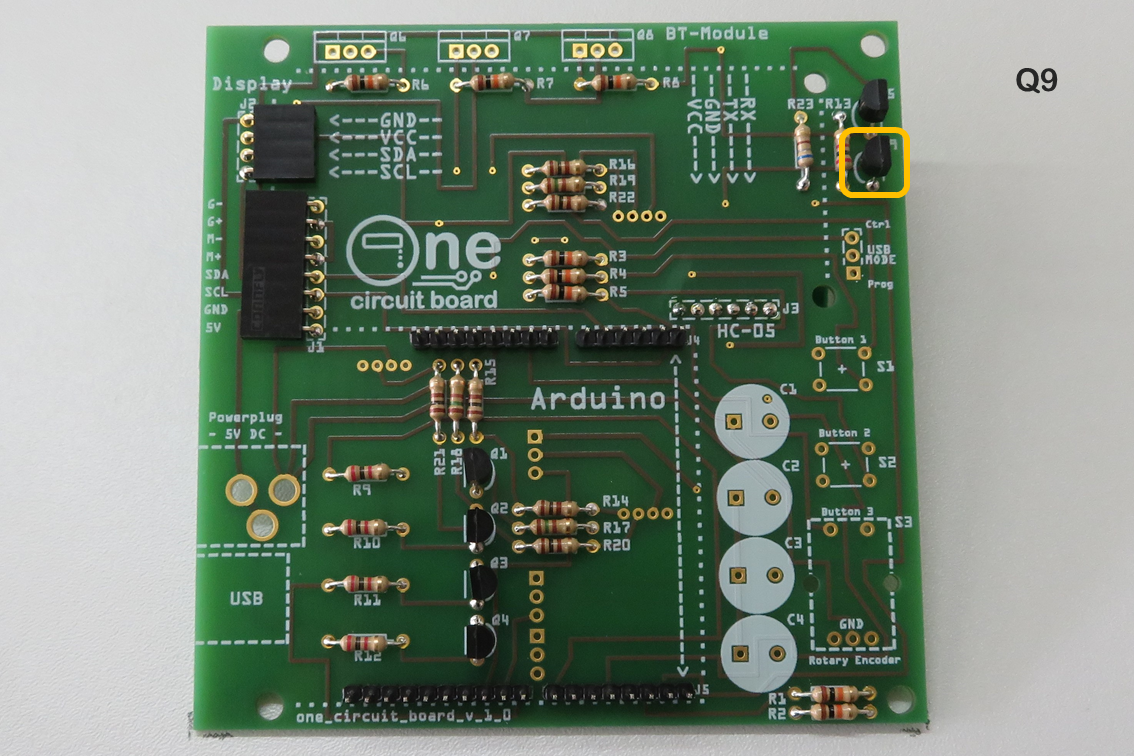 Q6
Q7
Q8
BT-Module
Q9
Display
R6
R7
R8
J2
R23
R13
<---GND---
<---VCC---
<---SDA---
<---SCL---
VCC
GND
TX
RX
R16
R19
R22
G-
G+
M-
M+
SDA
SCL
GND
5V
J1
One
circuit board
R3
R4
R5
Ctrl
USB
MODE
Prog
J3
HC-05
J4
Button 1
S1
R15
Arduino
C1
Powerplug
- 5V DC -
R21
R18
Q1
Button 2
S2
C2
R9
Q2
R14
R17
R20
Button 3
S3
R10
C3
Q3
USB
R11
Q4
C4
GND
R12
Rotary Encoder
J5
R1
R2
one_circuit_board_v_1_0